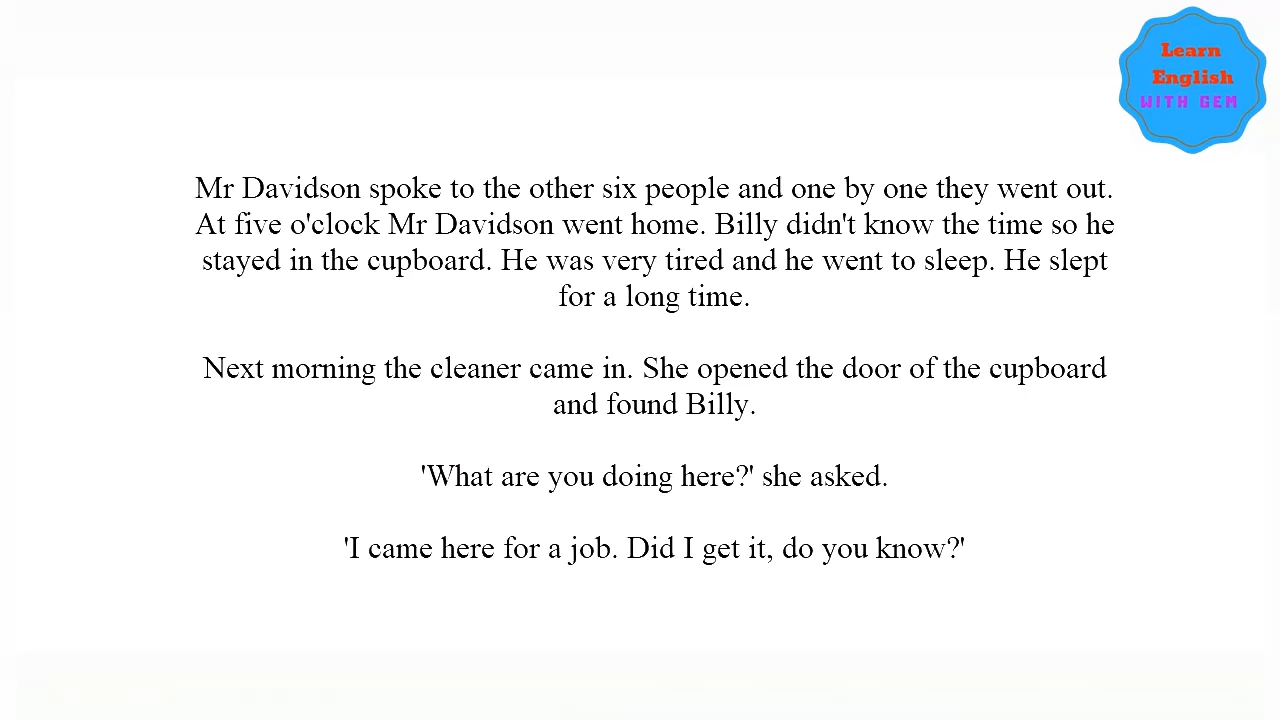 Learn
English
WITH GEM
Mr Davidson spoke to the other six people and one by one they went out.
At five o'clock Mr Davidson went home. Billy didn't know the time so he
stayed in the cupboard. He was very tired and he went to sleep. He slept
for a long time.
Next morning the cleaner came in. She opened the door of the cupboard
and found Billy.
'What are you doing here?' she asked.
'I came here for a job. Did I get it, do you know?'